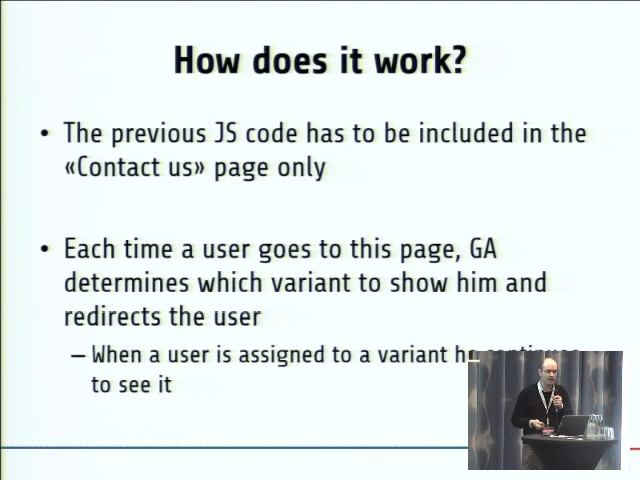 How does it work?
• The previous JS code has to be included in the
«Contact us» page only
• Each time a user goes to this page, GA
determines which variant to show him and
redirects the user
– When a user is assigned to a variant he continues
to see it